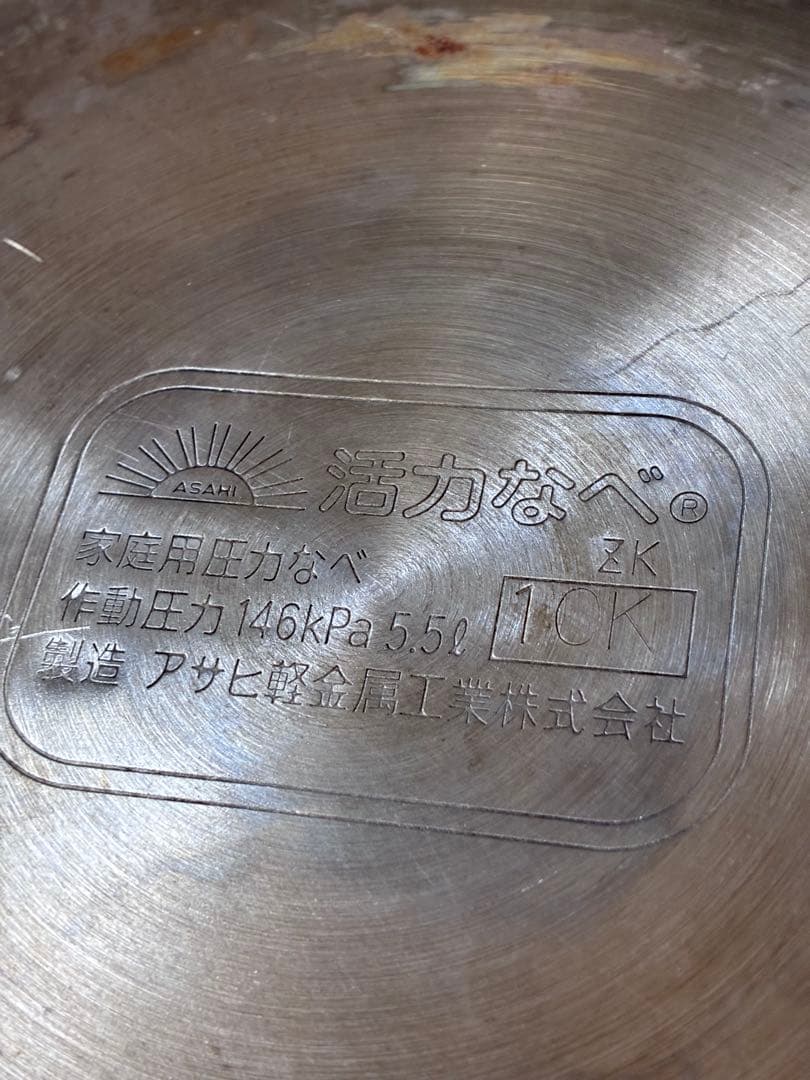 ASAHI 活力なべ®
家庭用圧力なべ ZK
作動圧力 146kPa 5.5ℓ 10K
製造 アサヒ軽金属工業株式会社